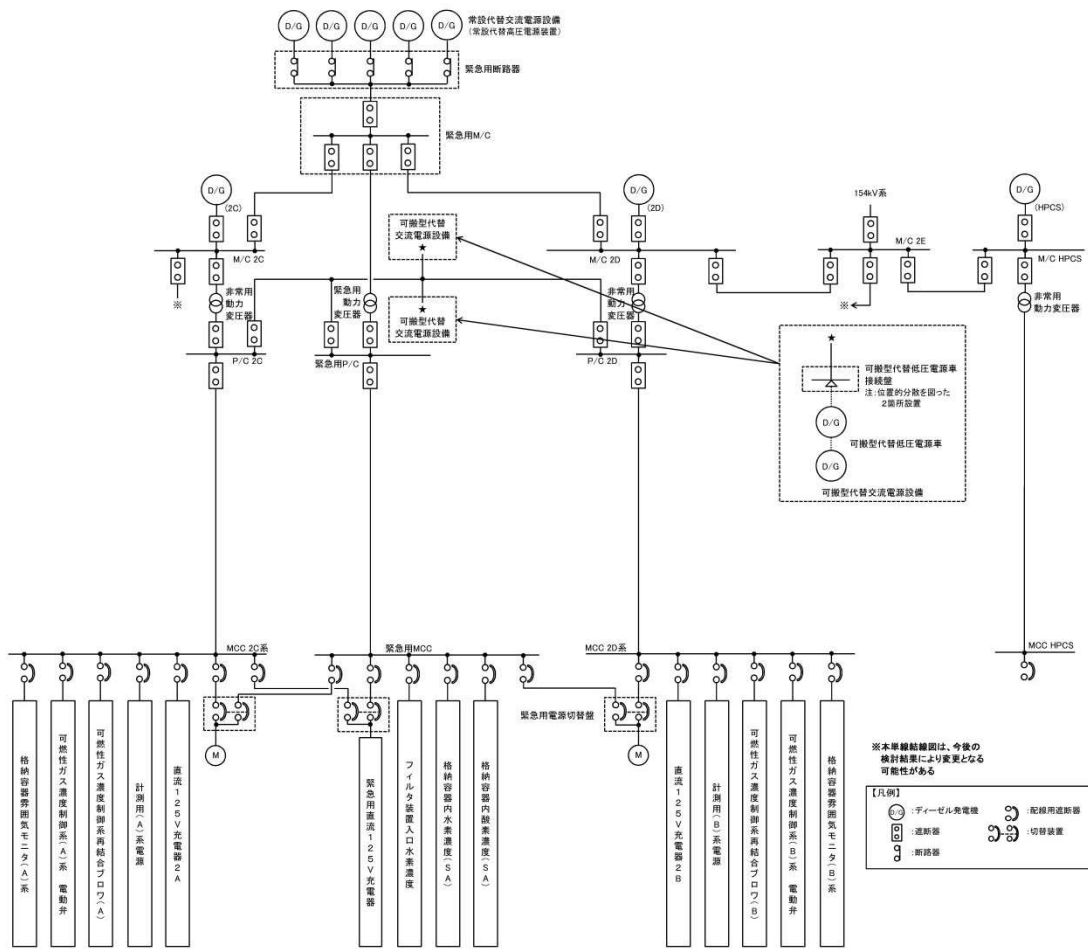 D/G
D/G
D/G
D/G
D/G
常設代替交流電源設備
(常設代替高圧電源装置)
緊急用断路器
緊急用M/C
D/G
(2C)
D/G
(2D)
154kV系
D/G
(HPCS)
可搬型代替
交流電源設備
★
M/C 2C
M/C 2D
M/C 2E
M/C HPCS
※
非常用
動力
変圧器
緊急用
動力
変圧器
★
可搬型代替
交流電源設備
非常用
動力
変圧器
※
非常用
動力変圧器
P/C 2C
緊急用P/C
P/C 2D
★
可搬型代替低圧電源車
接続盤
注:位置的分散を図った
2箇所設置
D/G
可搬型代替低圧電源車
D/G
可搬型代替交流電源設備
MCC 2C系
緊急用MCC
MCC 2D系
MCC HPCS
緊急用電源切替盤
M
M
格納容器雰囲気モニタ(A)系
可燃性ガス濃度制御系(A)系 電動弁
可燃性ガス濃度制御系再結合ブロワ(A)
計測用(A)系電源
直流125V充電器2A
緊急用直流125V充電器
フィルタ装置入口水素濃度
格納容器内水素濃度(SA)
格納容器内酸素濃度(SA)
直流125V充電器2B
計測用(B)系電源
可燃性ガス濃度制御系再結合ブロワ(B)
可燃性ガス濃度制御系(B)系 電動弁
格納容器雰囲気モニタ(B)系
※本単線結線図は、今後の
検討結果により変更となる
可能性がある
【凡例】
D/G :ディーゼル発電機
:配線用遮断器
:遮断器
:切替装置
:断路器